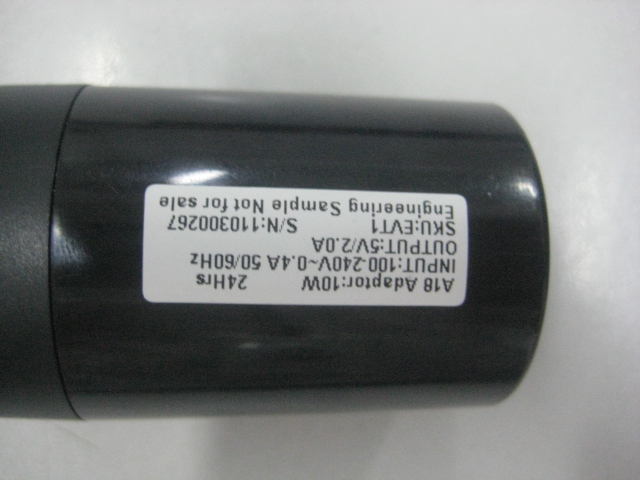 A18 Adaptor:10W 24Hrs
INPUT:100-240V~0.4A 50/60Hz
OUTPUT:5V/2.0A
SKU:EVT1 S/N:110300267
Engineering Sample Not for sale